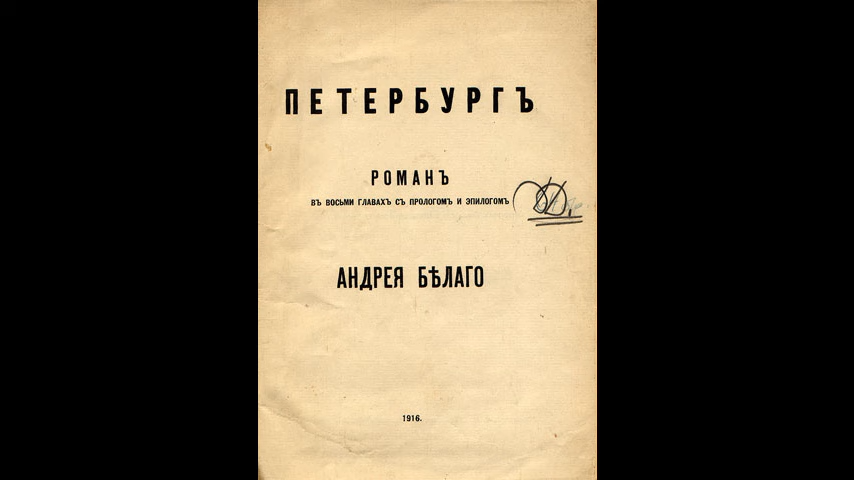 ПЕТЕРБУРГЪ
РОМАНЪ
ВЪ ВОСЬМИ ГЛАВАХЪ СЪ ПРОЛОГОМЪ И ЭПИЛОГОМЪ
АНДРЕЯ БѢЛАГО
1916.